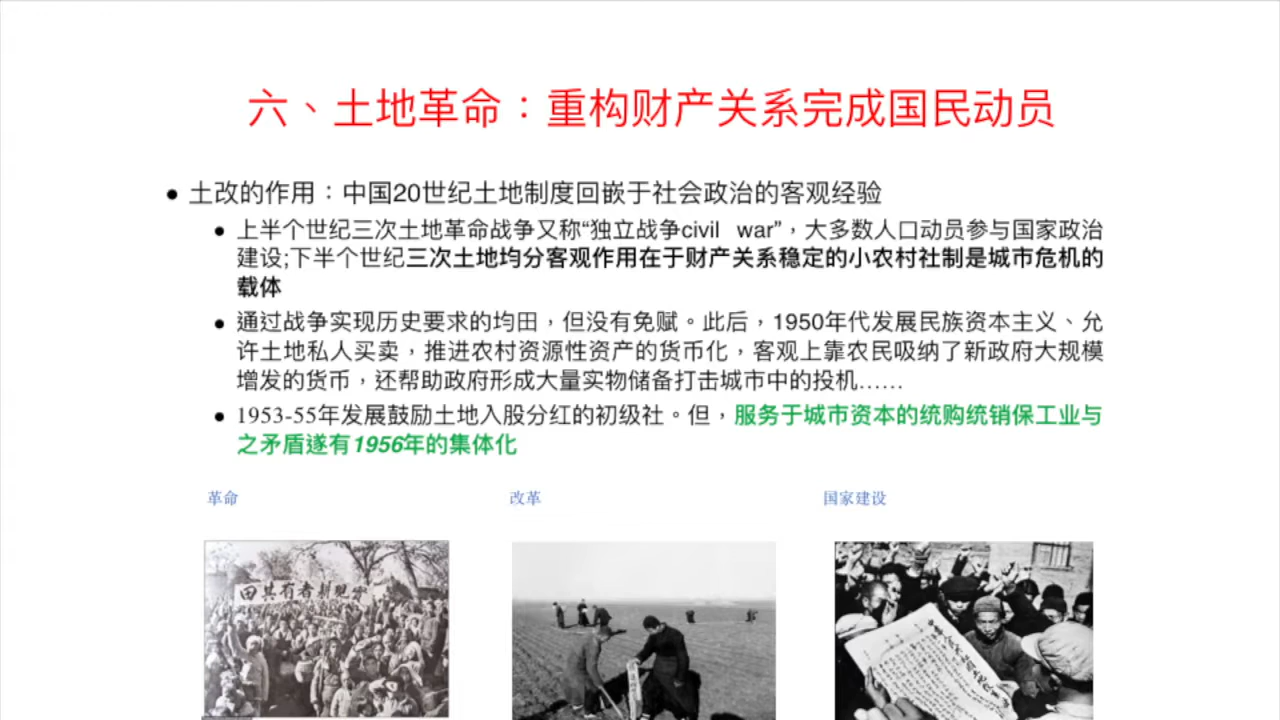 六、土地革命：重构财产关系完成国民动员
● 土改的作用：中国20世纪土地制度回嵌于社会政治的客观经验
● 上半个世纪三次土地革命战争又称“独立战争civil war”，大多数人口动员参与国家政治
建设;下半个世纪三次土地均分客观作用在于财产关系稳定的小农村社制是城市危机的
载体
● 通过战争实现历史要求的均田，但没有免赋。此后，1950年代发展民族资本主义、允
许土地私人买卖，推进农村资源性资产的货币化，客观上靠农民吸纳了新政府大规模
增发的货币，还帮助政府形成大量实物储备打击城市中的投机……
● 1953-55年发展鼓励土地入股分红的初级社。但，服务于城市资本的统购统销保工业与
之矛盾遂有1956年的集体化
革命
改革
国家建设
田其有者耕现实